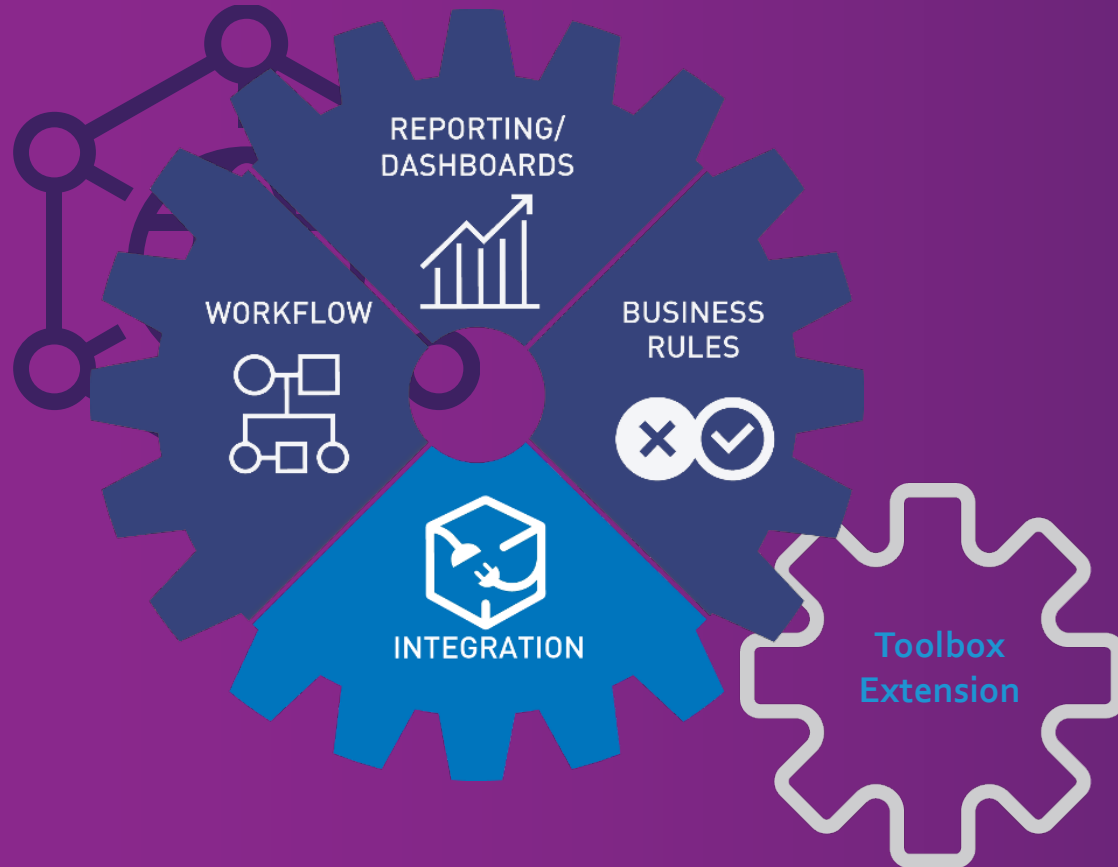 REPORTING/
DASHBOARDS
WORKFLOW
BUSINESS
RULES
INTEGRATION
Toolbox
Extension